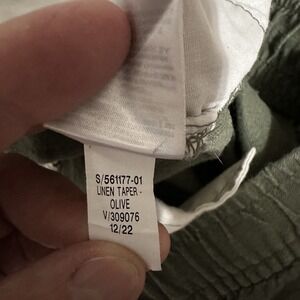 S/561177-01
LINEN TAPER -
OLIVE
V/309076
12/22